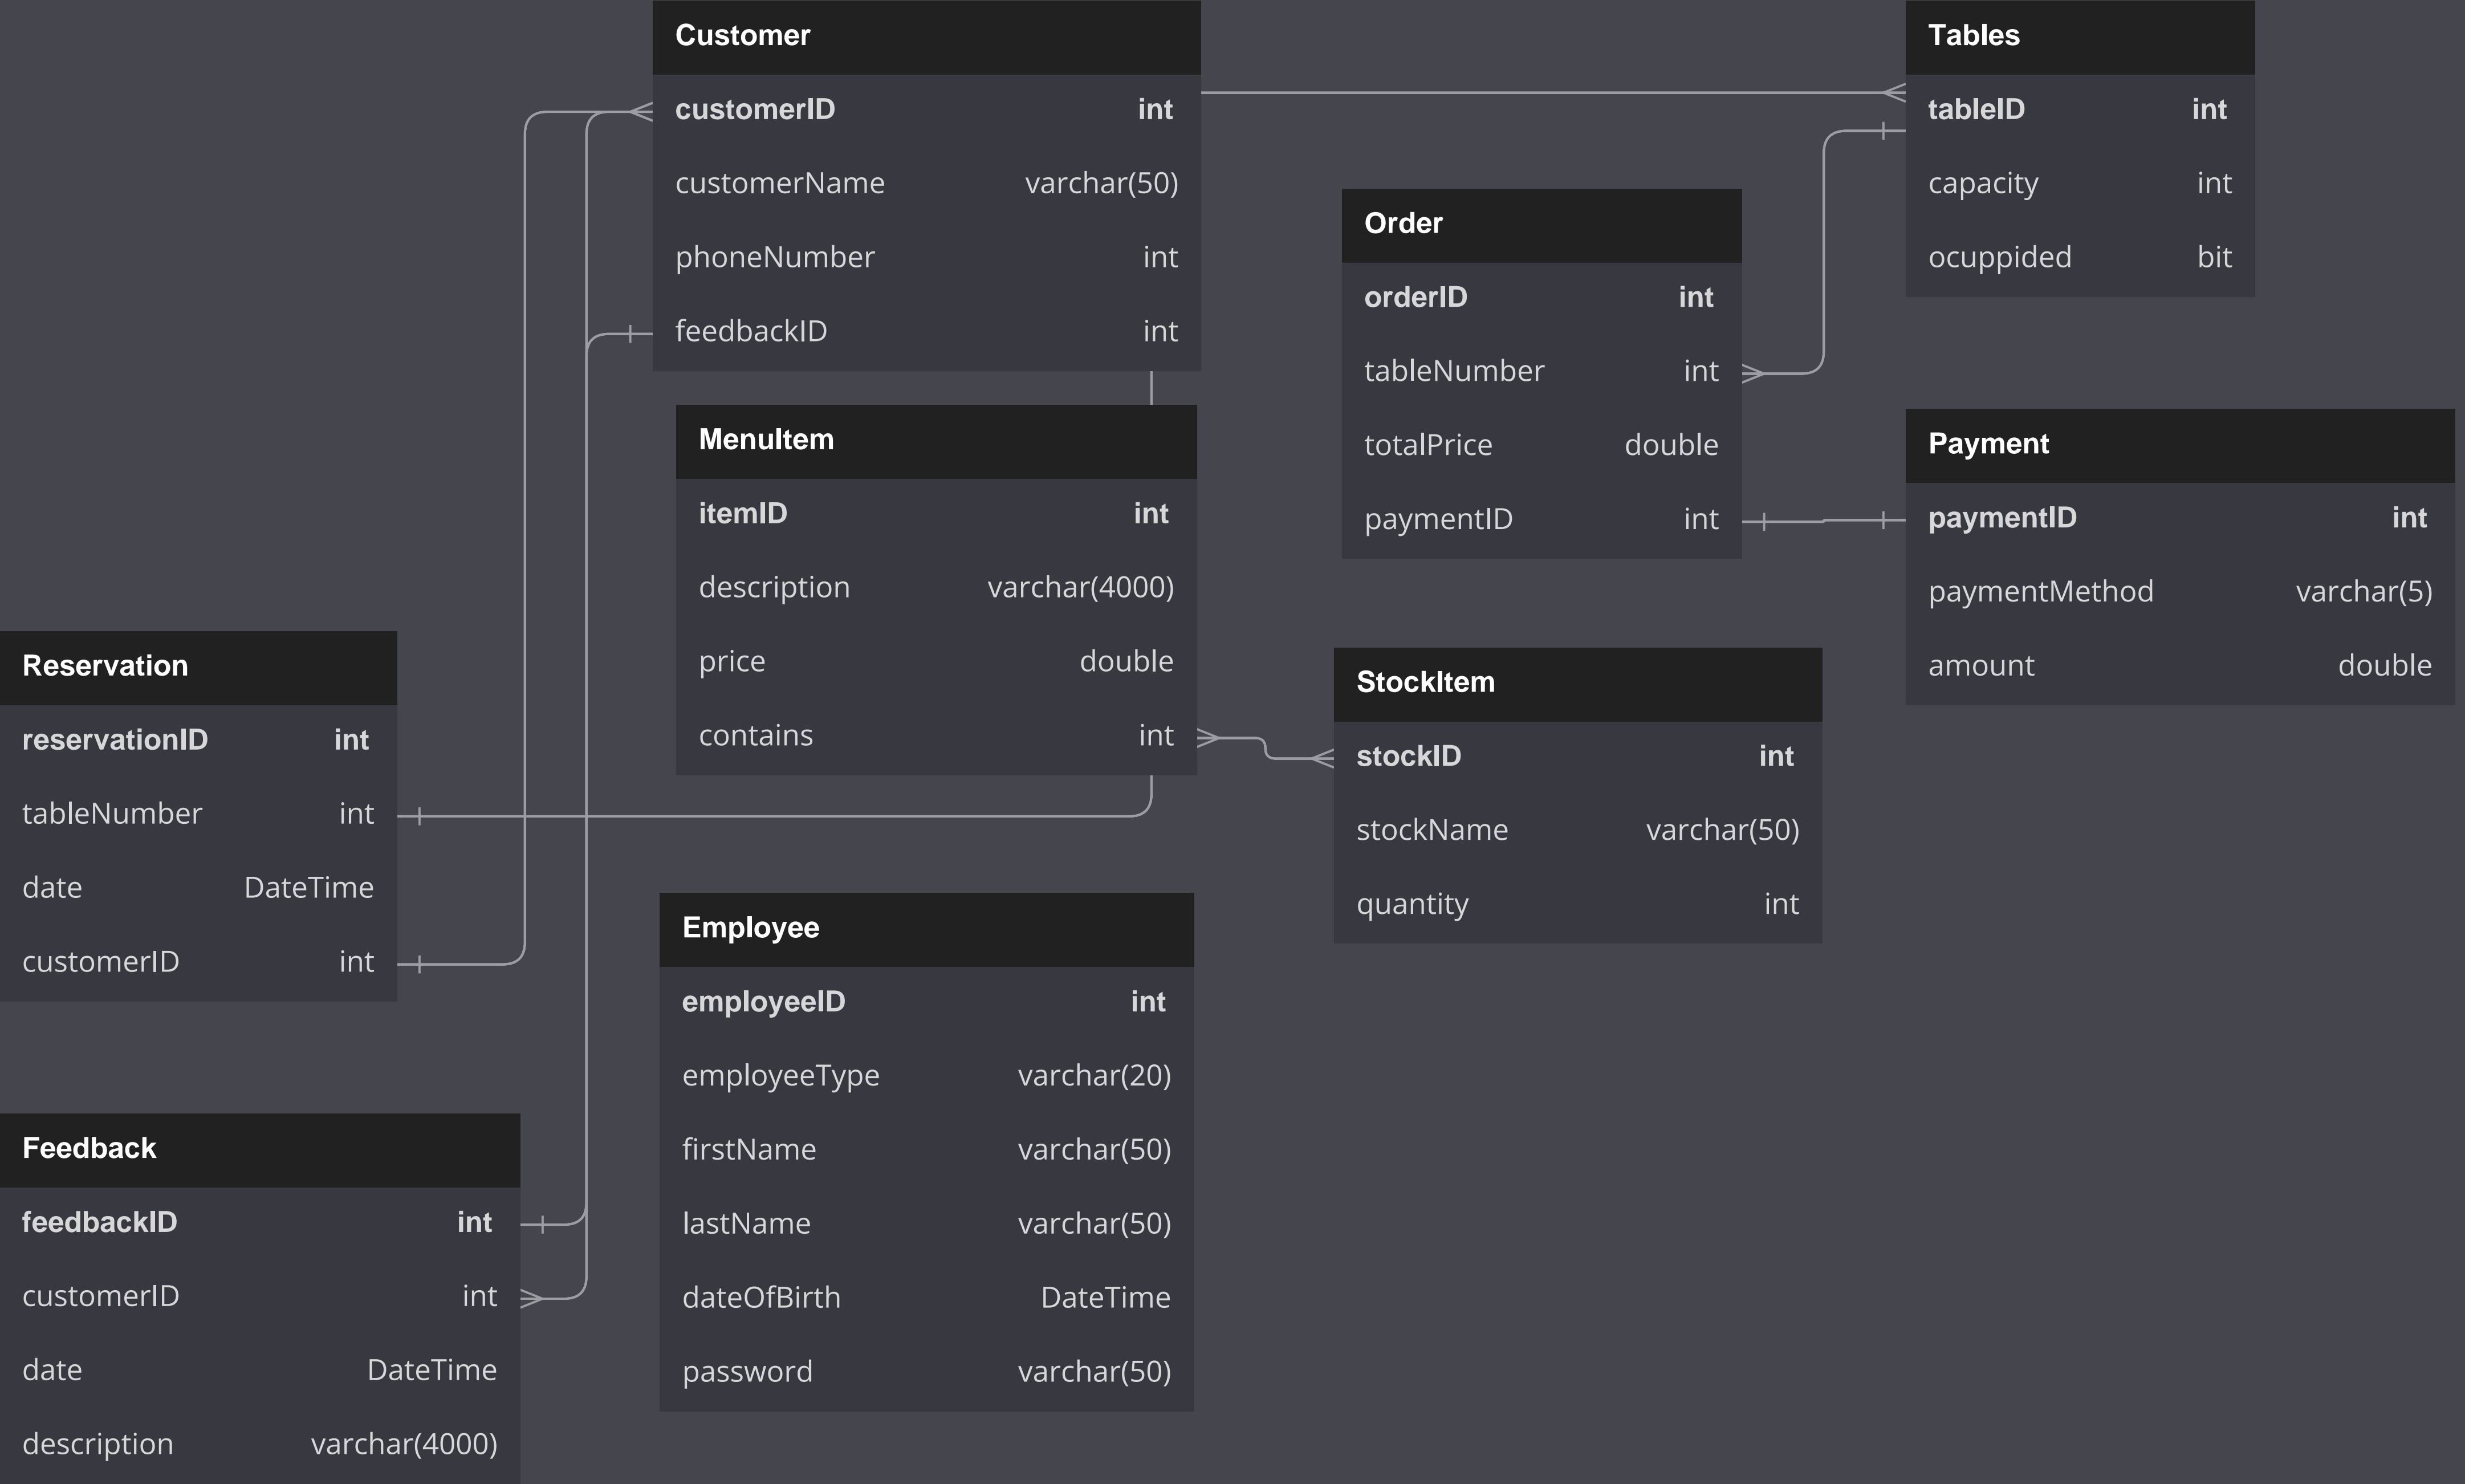 Customer
customerID int
customerName varchar(50)
phoneNumber int
feedbackID int
Tables
tableID int
capacity int
ocuppided bit
Order
orderID int
tableNumber int
totalPrice double
paymentID int
MenuItem
itemID int
description varchar(4000)
price double
contains int
Payment
paymentID int
paymentMethod varchar(5)
amount double
Reservation
reservationID int
tableNumber int
date DateTime
customerID int
StockItem
stockID int
stockName varchar(50)
quantity int
Employee
employeeID int
employeeType varchar(20)
firstName varchar(50)
lastName varchar(50)
dateOfBirth DateTime
password varchar(50)
Feedback
feedbackID int
customerID int
date DateTime
description varchar(4000)